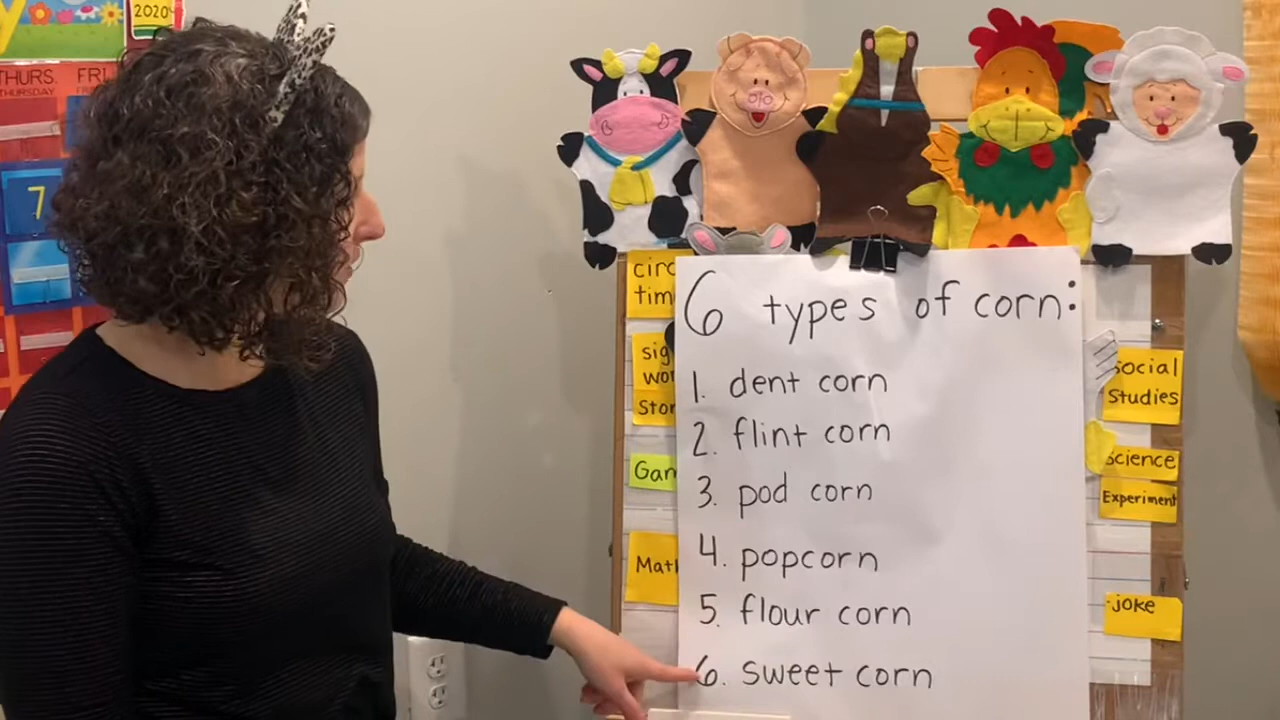 y
2020
THURS. FRI
THURSDAY
7
6 types of corn:
1. dent corn
2. flint corn
3. pod corn
4. popcorn
5. flour corn
6. sweet corn
circ
tim
sig
wor
Stor
Gam
Math
Social
Studies
Science
Experiment
joke